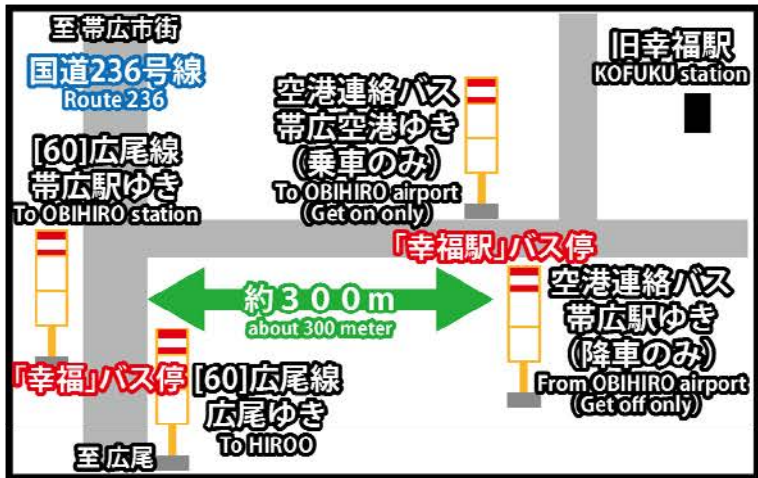 至 帯広市街
国道236号線
Route 236
[60]広尾線
帯広駅ゆき
To OBIHIRO station
空港連絡バス
帯広空港ゆき
(乗車のみ)
To OBIHIRO airport
(Get on only)
旧幸福駅
KOFUKU station
「幸福駅」バス停
約300m
about 300 meter
空港連絡バス
帯広駅ゆき
(降車のみ)
From OBIHIRO airport
(Get off only)
「幸福」バス停
[60]広尾線
広尾ゆき
To HIROO
至 広尾